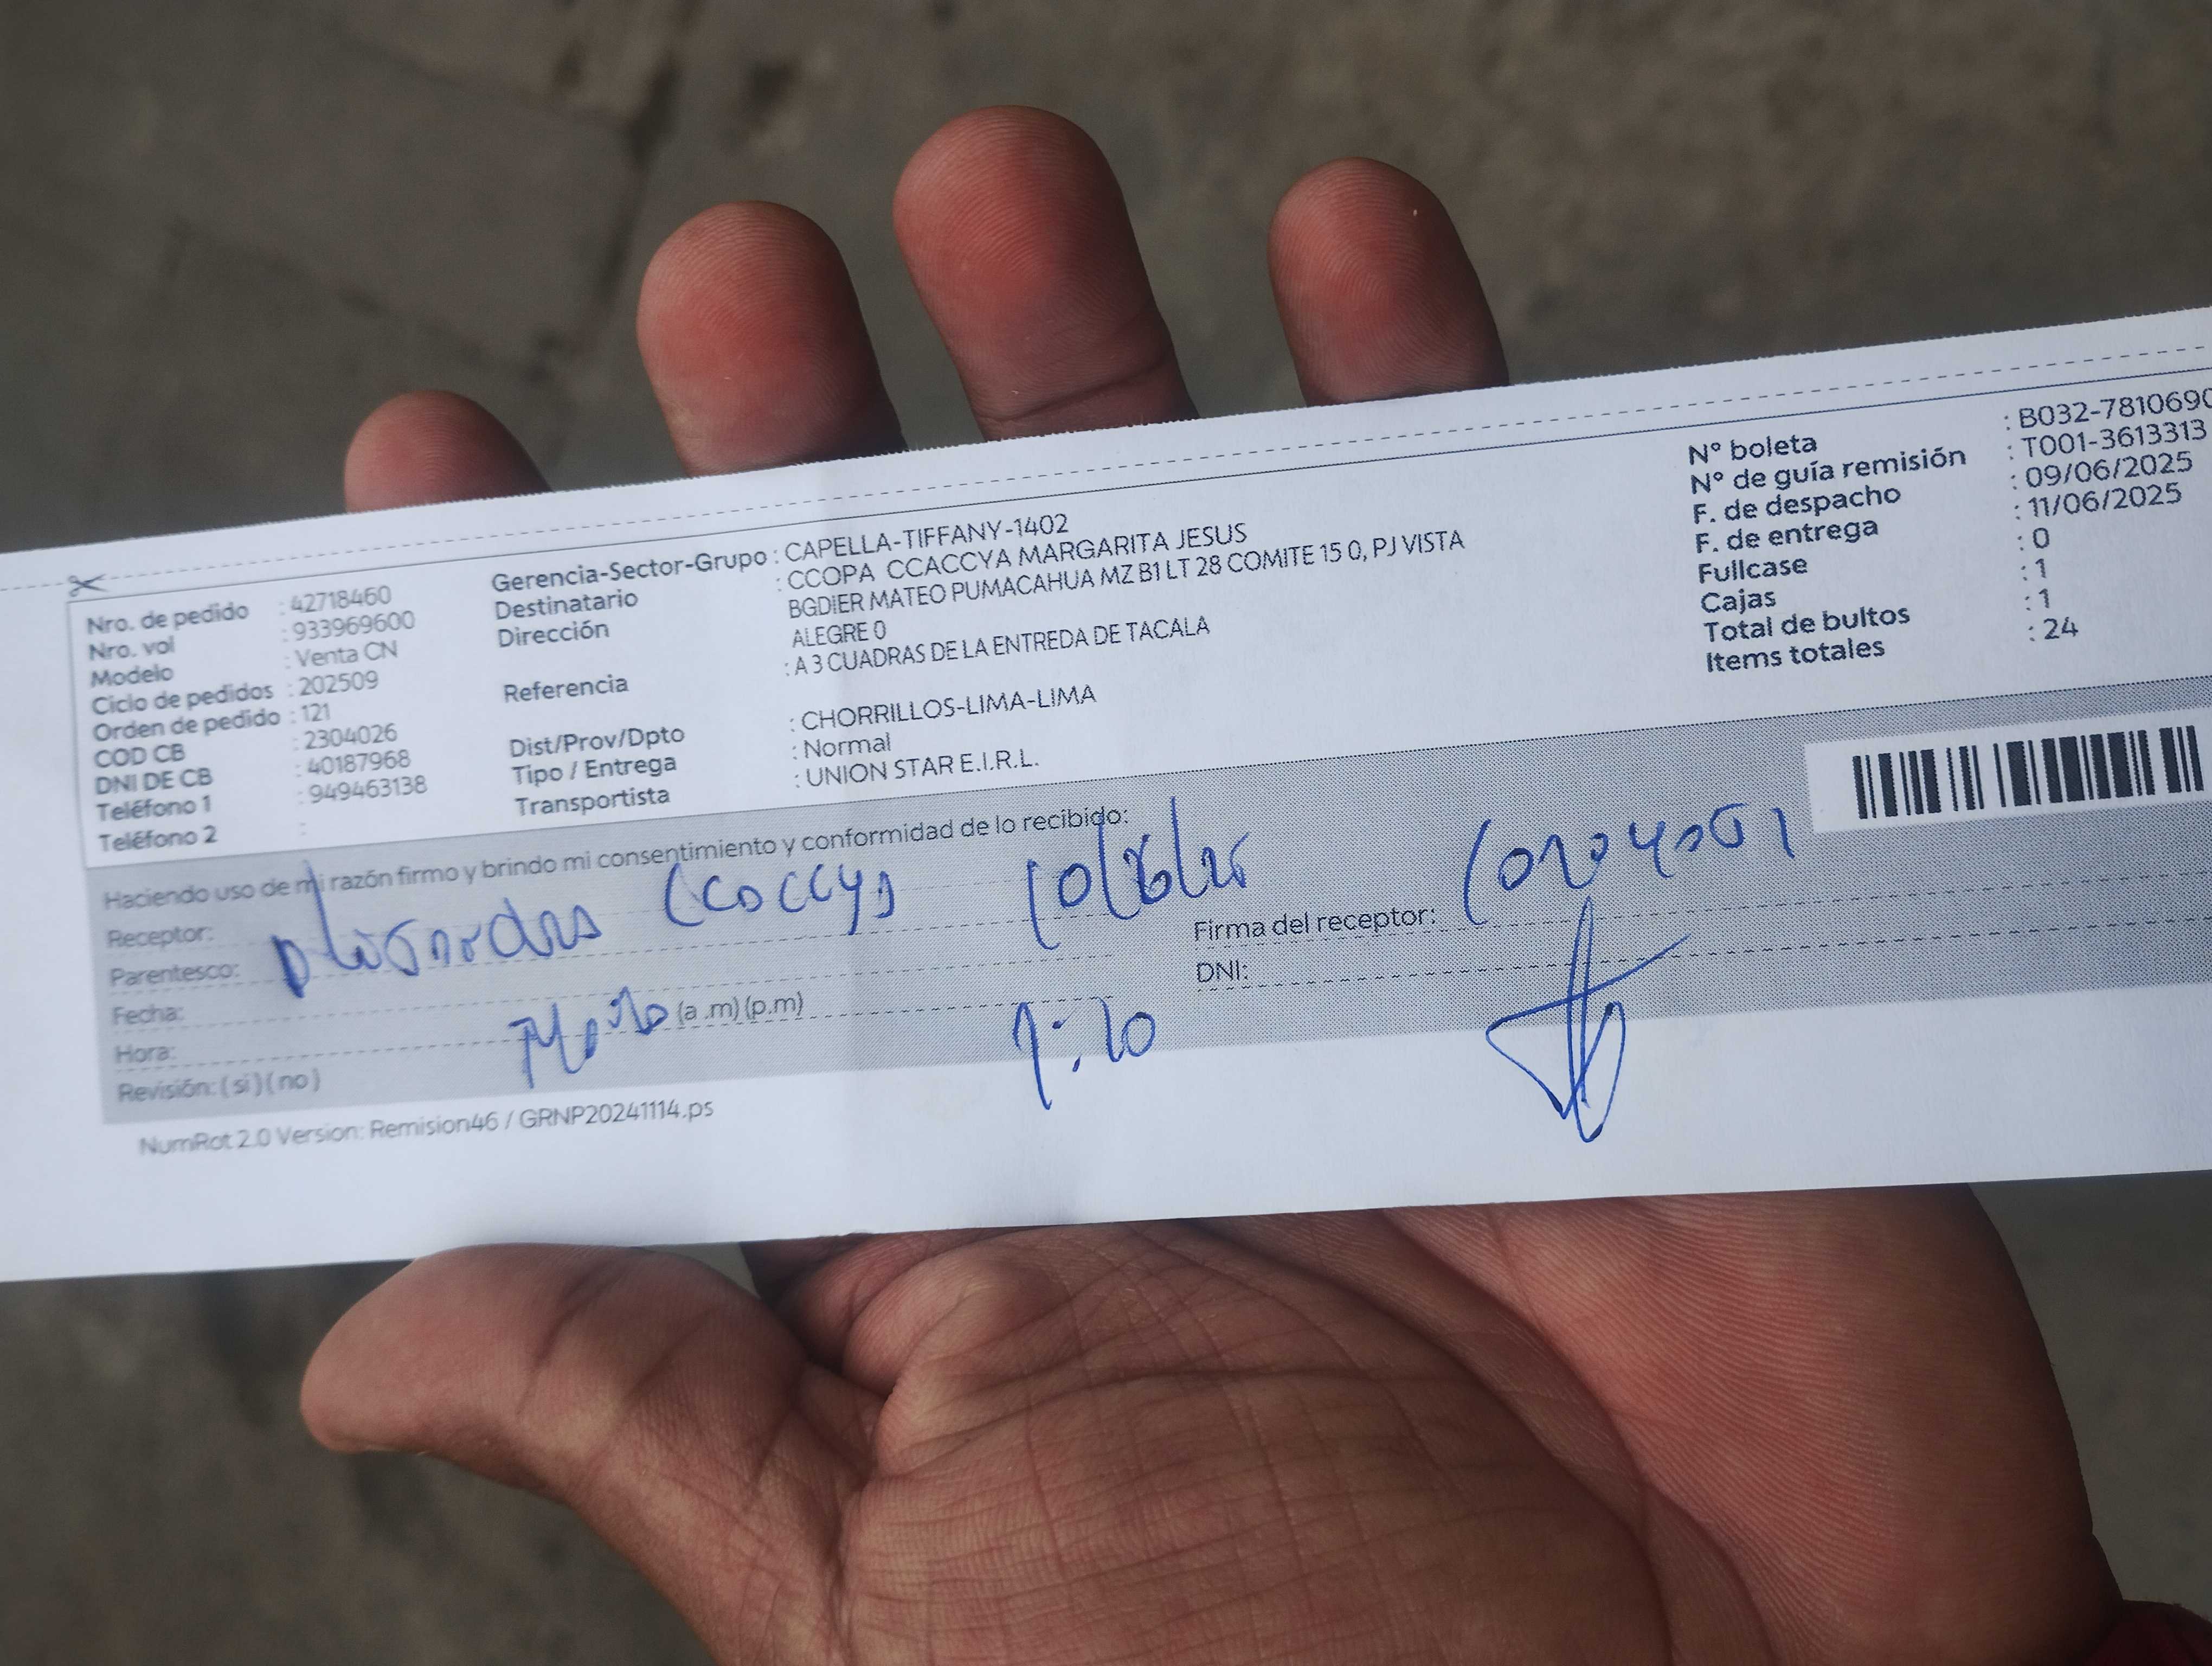 Nro. de pedido : 42718460
Nro. vol : 933969600
Modelo : Venta CN
Ciclo de pedidos : 202509
Orden de pedido : 121
COD CB : 2304026
DNI DE CB : 40187968
Teléfono 1 : 949463138
Teléfono 2 :
Gerencia-Sector-Grupo : CAPELLA-TIFFANY-1402
Destinatario : CCOPA CCACCYA MARGARITA JESUS
Dirección BGDIER MATEO PUMACAHUA MZ B1 LT 28 COMITE 15 0, PJ VISTA
ALEGRE 0
Referencia : A 3 CUADRAS DE LA ENTREDA DE TACALA
Dist/Prov/Dpto : CHORRILLOS-LIMA-LIMA
Tipo / Entrega : Normal
Transportista : UNION STAR E.I.R.L.
N° boleta : B032-7810690
N° de guía remisión : T001-3613313
F. de despacho : 09/06/2025
F. de entrega : 11/06/2025
Fullcase : 0
Cajas : 1
Total de bultos : 1
Items totales : 24
Haciendo uso de mi razón firmo y brindo mi consentimiento y conformidad de lo recibido:
Receptor:
Parentesco:
Fecha:
Hora: (a .m) (p.m)
Revisión: ( si ) ( no )
Firma del receptor:
DNI:
NumRot 2.0 Version: Remision46 / GRNP20241114.ps